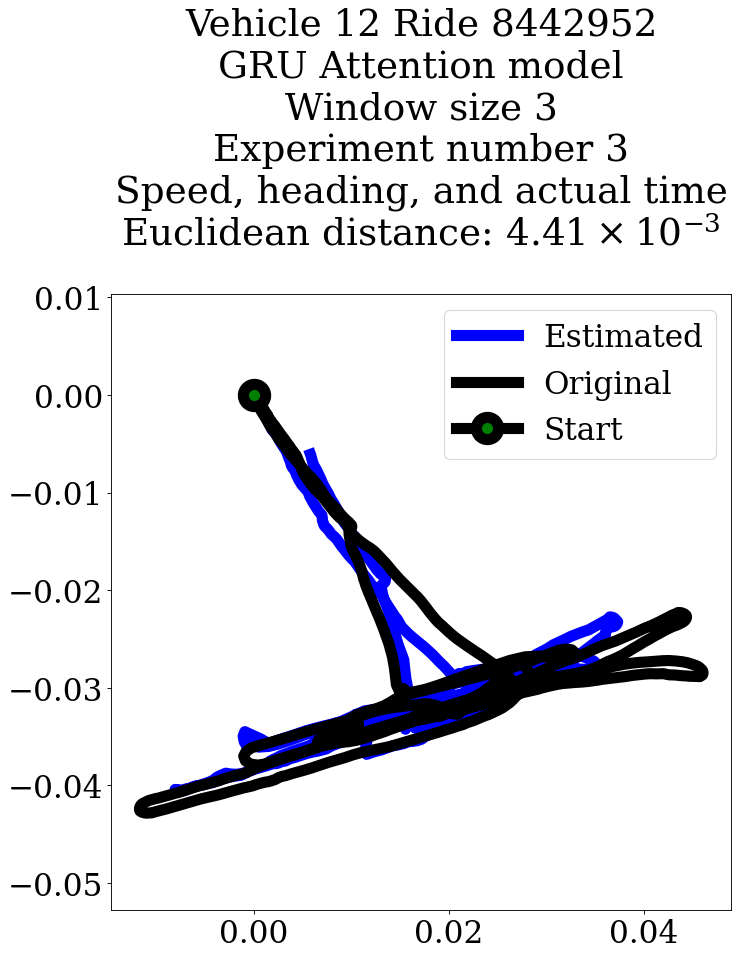 Vehicle 12 Ride 8442952
GRU Attention model
Window size 3
Experiment number 3
Speed, heading, and actual time
Euclidean distance: 4.41 × 10⁻³
0.01
0.00
−0.01
−0.02
−0.03
−0.04
−0.05
Estimated
Original
Start
0.00 0.02 0.04